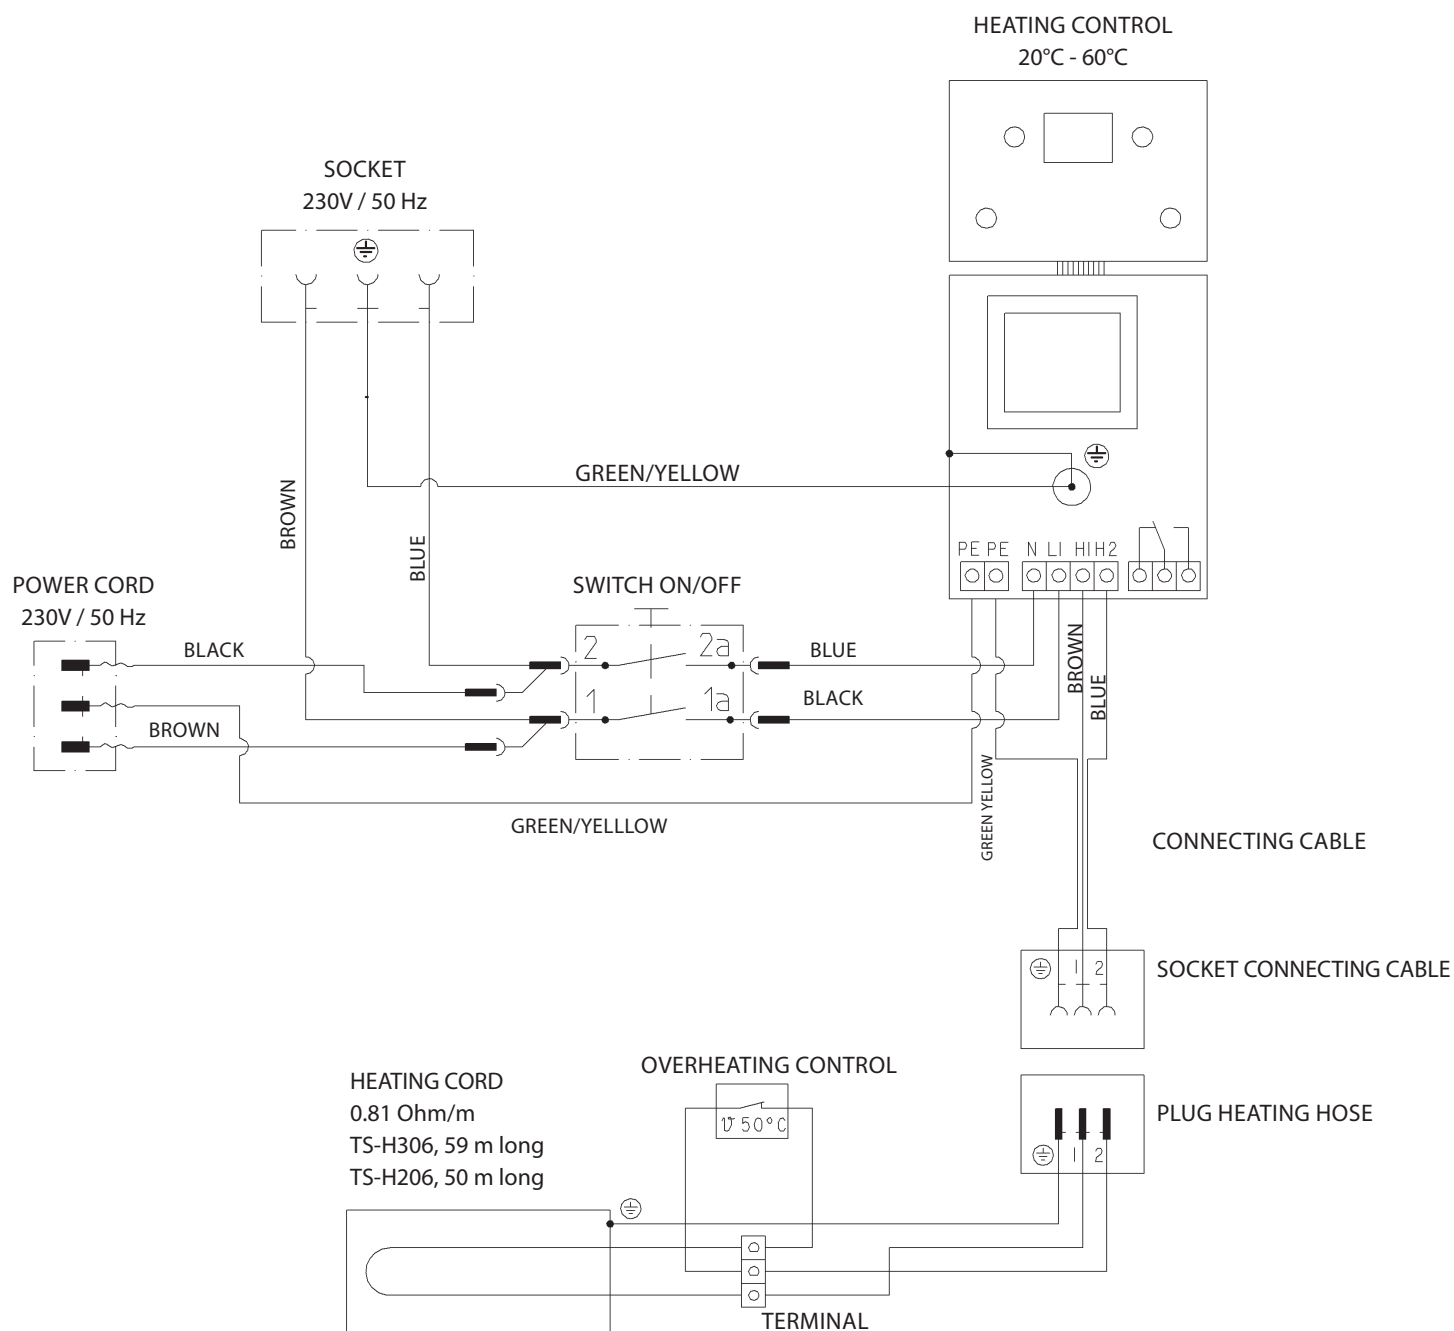 HEATING CONTROL
20°C - 60°C
SOCKET
230V / 50 Hz
GREEN/YELLOW
BROWN
BLUE
PE PE N LI HI H2
POWER CORD
230V / 50 Hz
SWITCH ON/OFF
BLACK
2 2a
BLUE
BROWN
BLUE
1 1a
BLACK
BROWN
GREEN YELLOW
GREEN/YELLLOW
CONNECTING CABLE
1 2
SOCKET CONNECTING CABLE
OVERHEATING CONTROL
HEATING CORD
0.81 Ohm/m
TS-H306, 59 m long
TS-H206, 50 m long
ϑ 50°C
PLUG HEATING HOSE
1 2
TERMINAL